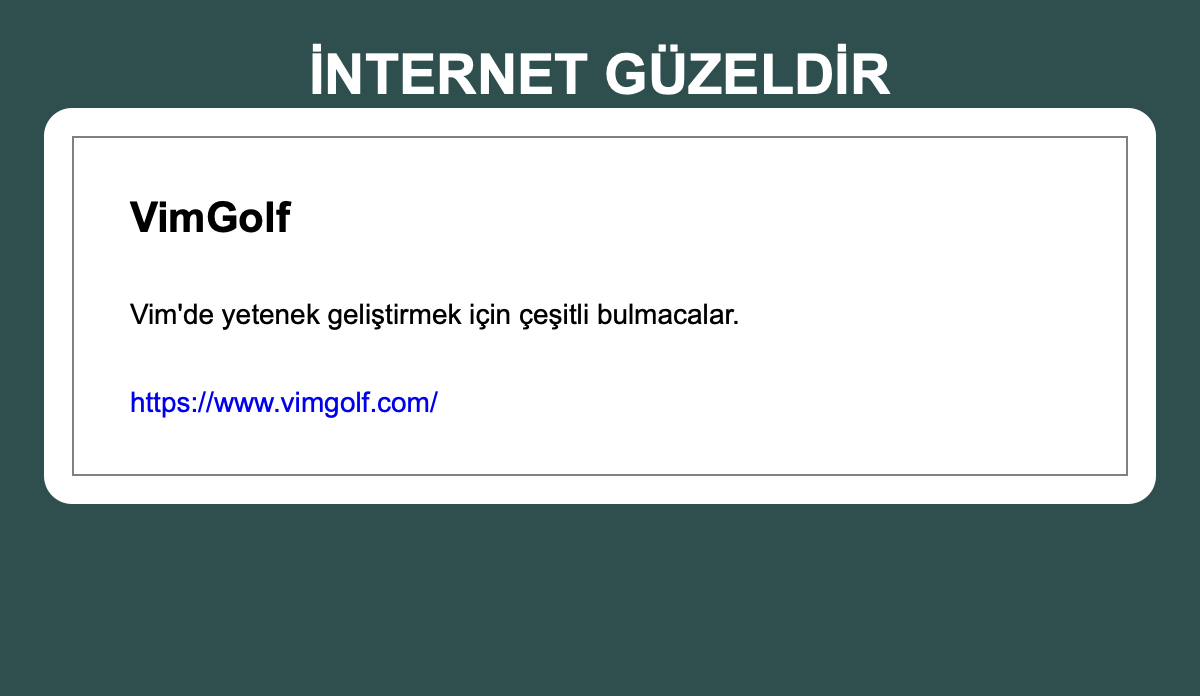 İNTERNET GÜZELDİR
VimGolf
Vim'de yetenek geliştirmek için çeşitli bulmacalar.
https://www.vimgolf.com/